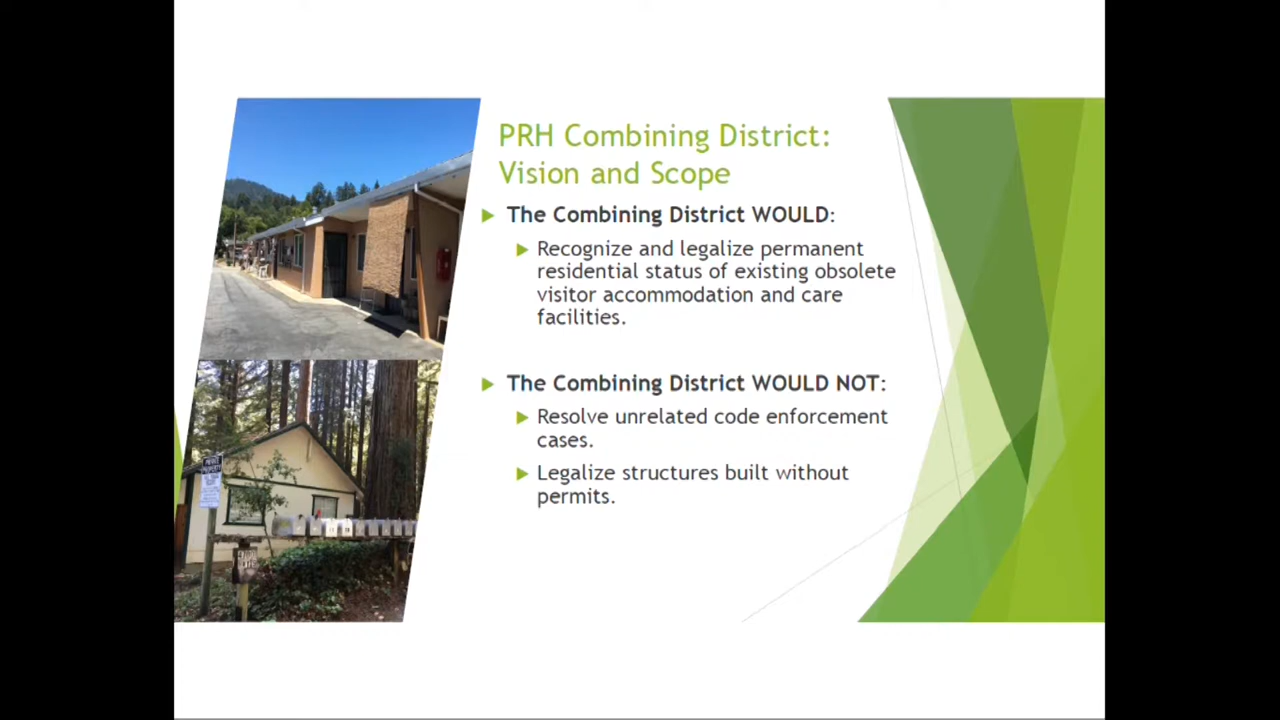 PRH Combining District:
Vision and Scope
The Combining District WOULD:
Recognize and legalize permanent
residential status of existing obsolete
visitor accommodation and care
facilities.
The Combining District WOULD NOT:
Resolve unrelated code enforcement
cases.
Legalize structures built without
permits.